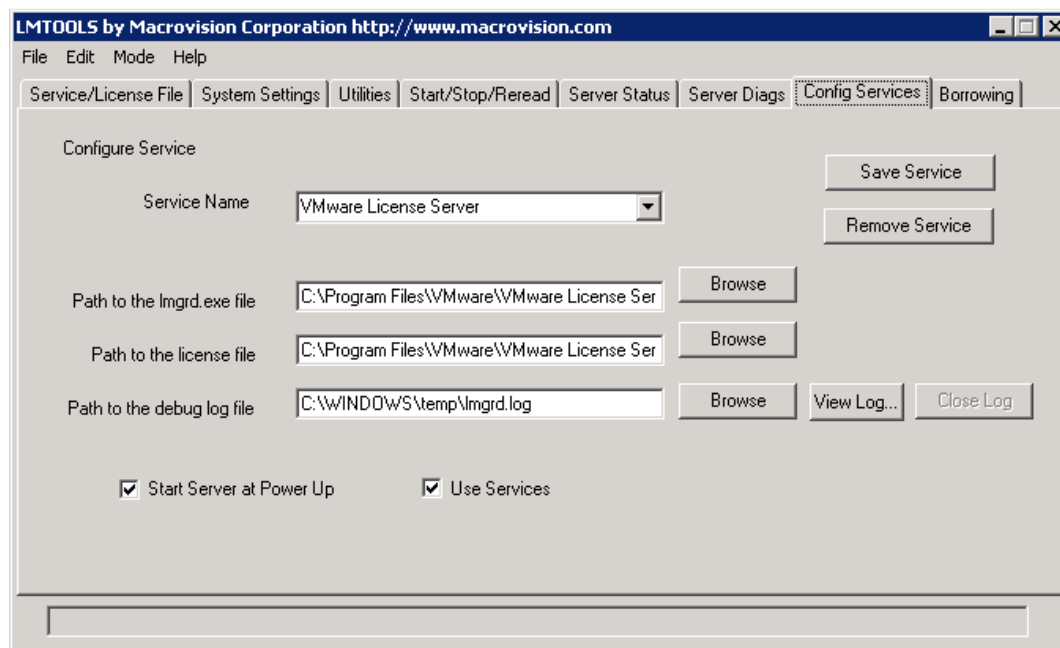 LMTOOLS by Macrovision Corporation http://www.macrovision.com
File Edit Mode Help
Service/License File System Settings Utilities Start/Stop/Reread Server Status Server Diags Config Services Borrowing
Configure Service
Save Service
Service Name VMware License Server
Remove Service
Path to the lmgrd.exe file C:\Program Files\VMware\VMware License Ser Browse
Path to the license file C:\Program Files\VMware\VMware License Ser Browse
Path to the debug log file C:\WINDOWS\temp\lmgrd.log Browse View Log... Close Log
Start Server at Power Up Use Services